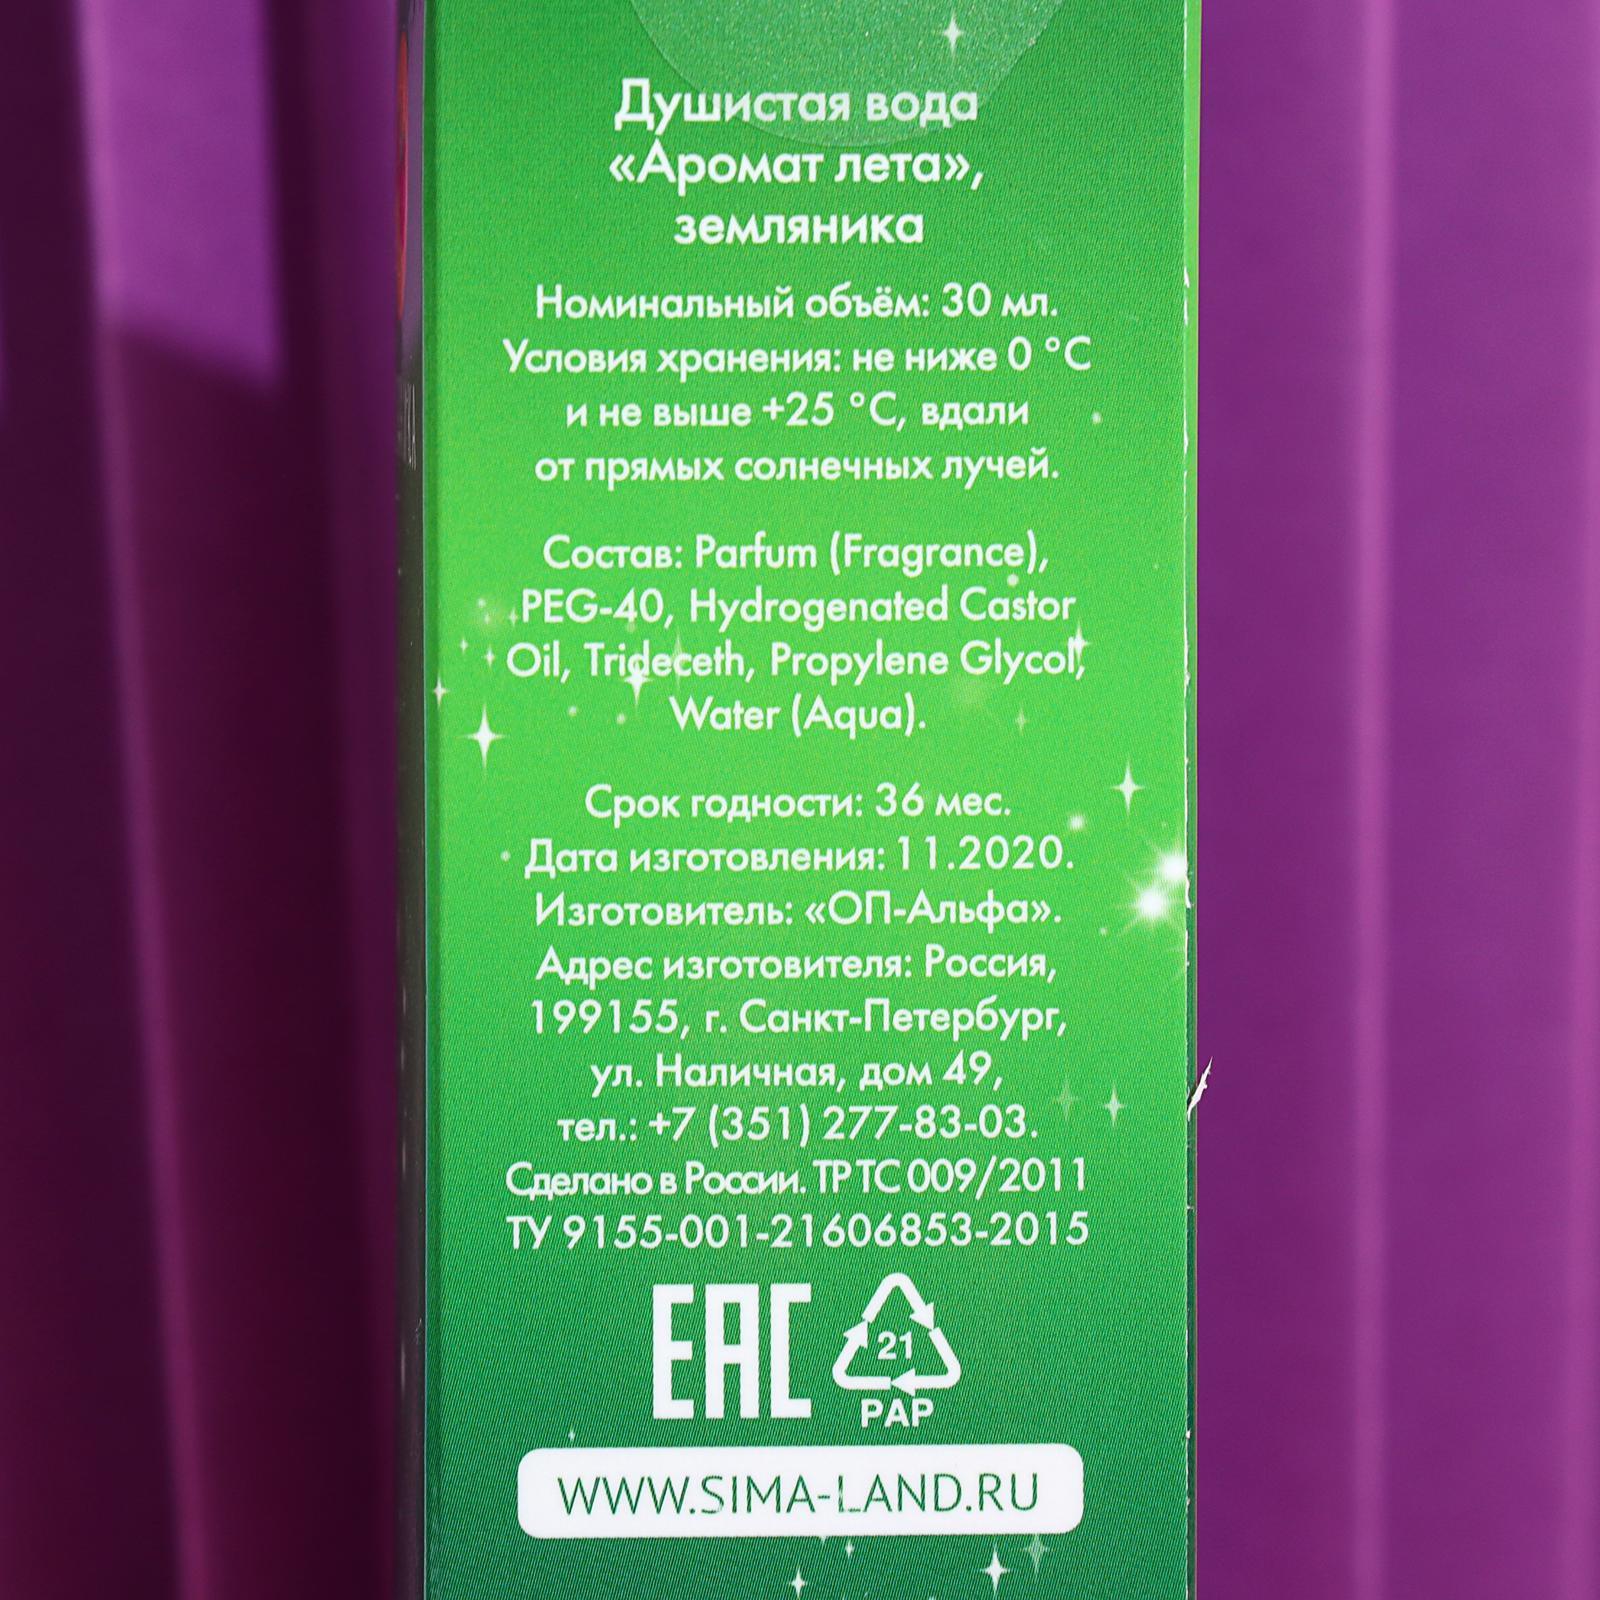 Душистая вода
«Аромат лета»,
земляника
Номинальный объём: 30 мл.
Условия хранения: не ниже 0 °С
и не выше +25 °С, вдали
от прямых солнечных лучей.
Состав: Parfum (Fragrance),
PEG-40, Hydrogenated Castor
Oil, Trideceth, Propylene Glycol,
Water (Aqua).
Срок годности: 36 мес.
Дата изготовления: 11.2020.
Изготовитель: «ОП-Альфа».
Адрес изготовителя: Россия,
199155, г. Санкт-Петербург,
ул. Наличная, дом 49,
тел.: +7 (351) 277-83-03.
Сделано в России. ТР ТС 009/2011
ТУ 9155-001-21606853-2015
ЕАС
21
PAP
WWW.SIMA-LAND.RU